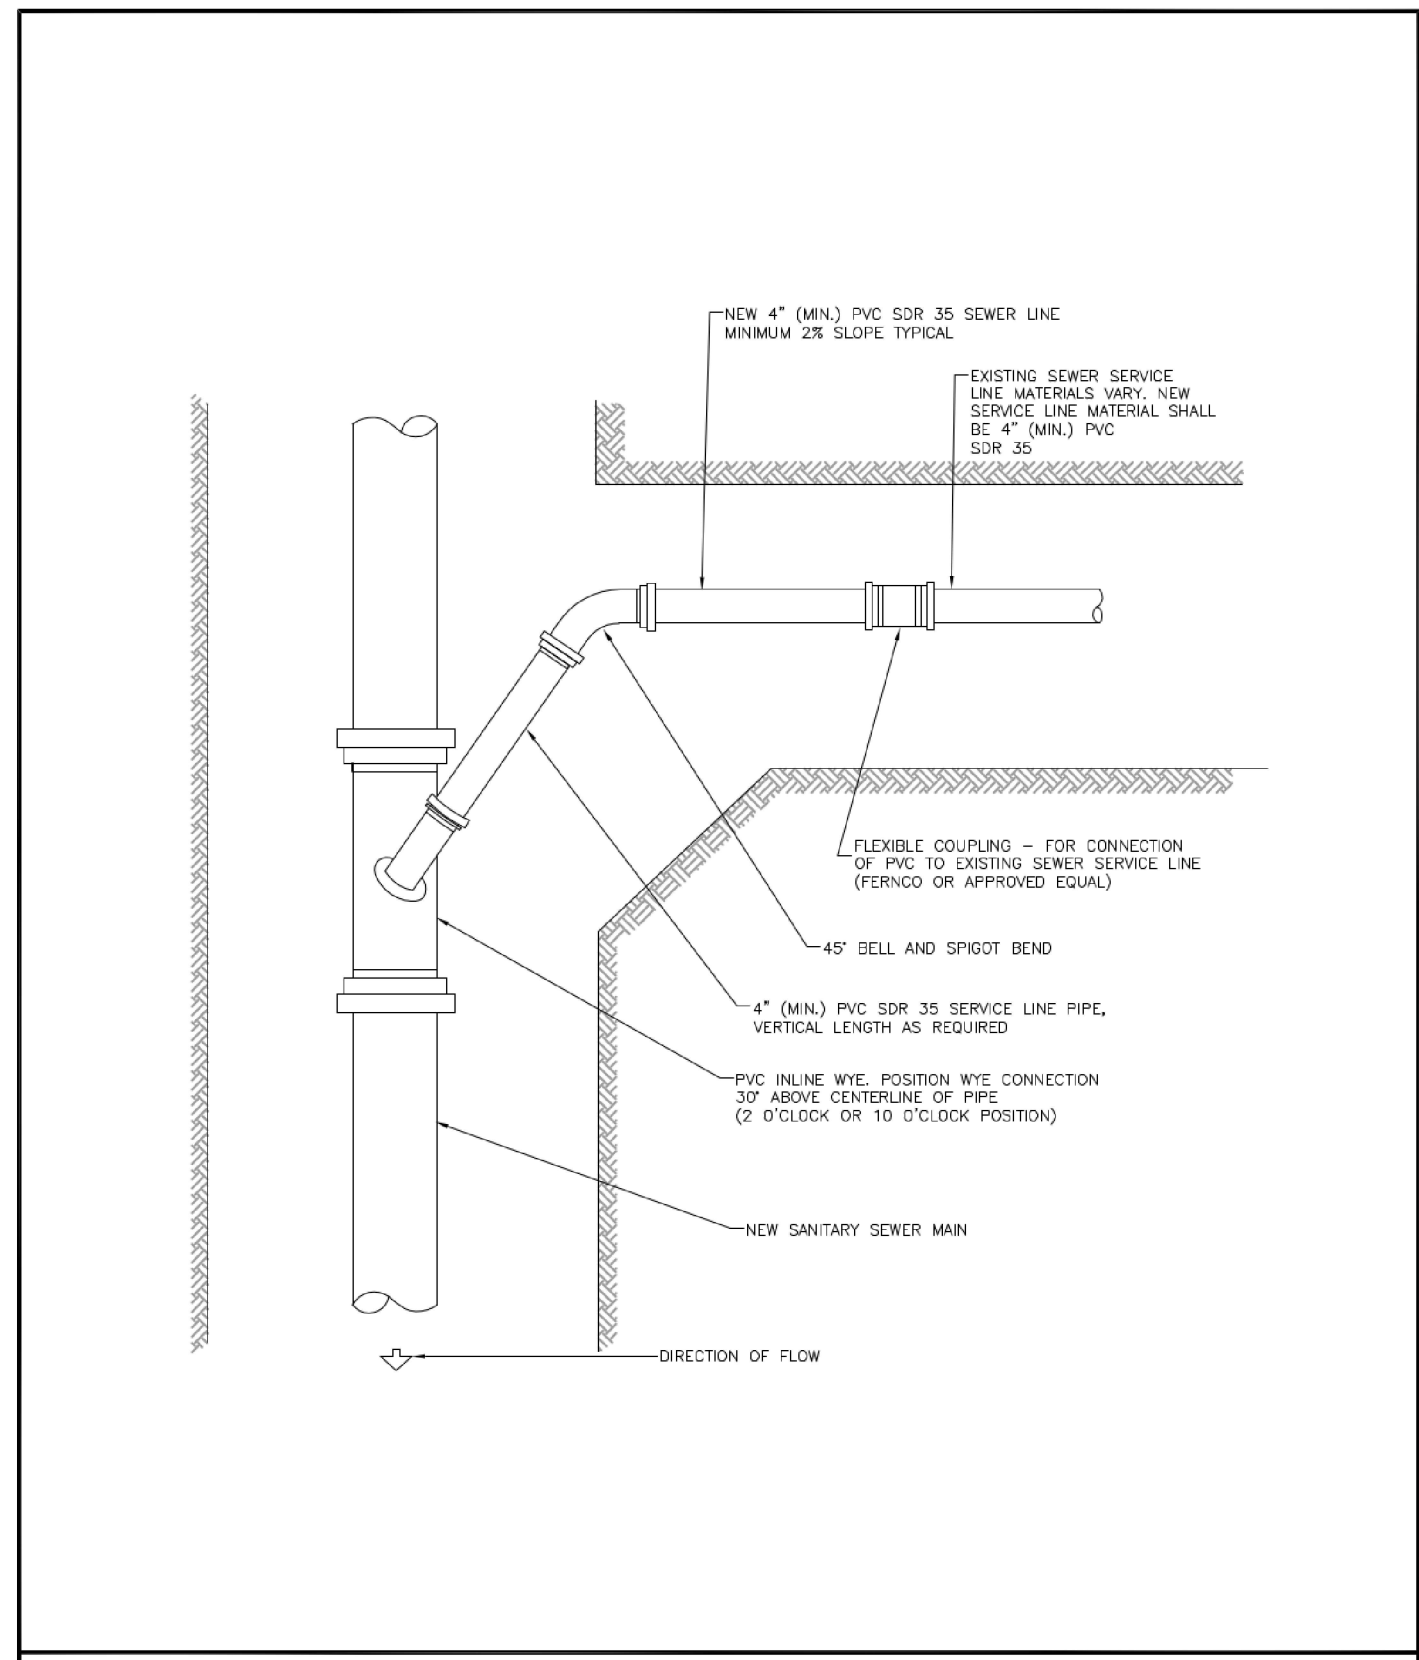 NEW 4" (MIN.) PVC SDR 35 SEWER LINE
MINIMUM 2% SLOPE TYPICAL
EXISTING SEWER SERVICE
LINE MATERIALS VARY. NEW
SERVICE LINE MATERIAL SHALL
BE 4" (MIN.) PVC
SDR 35
FLEXIBLE COUPLING – FOR CONNECTION
OF PVC TO EXISTING SEWER SERVICE LINE
(FERNCO OR APPROVED EQUAL)
45° BELL AND SPIGOT BEND
4" (MIN.) PVC SDR 35 SERVICE LINE PIPE,
VERTICAL LENGTH AS REQUIRED
PVC INLINE WYE. POSITION WYE CONNECTION
30° ABOVE CENTERLINE OF PIPE
(2 O'CLOCK OR 10 O'CLOCK POSITION)
NEW SANITARY SEWER MAIN
DIRECTION OF FLOW